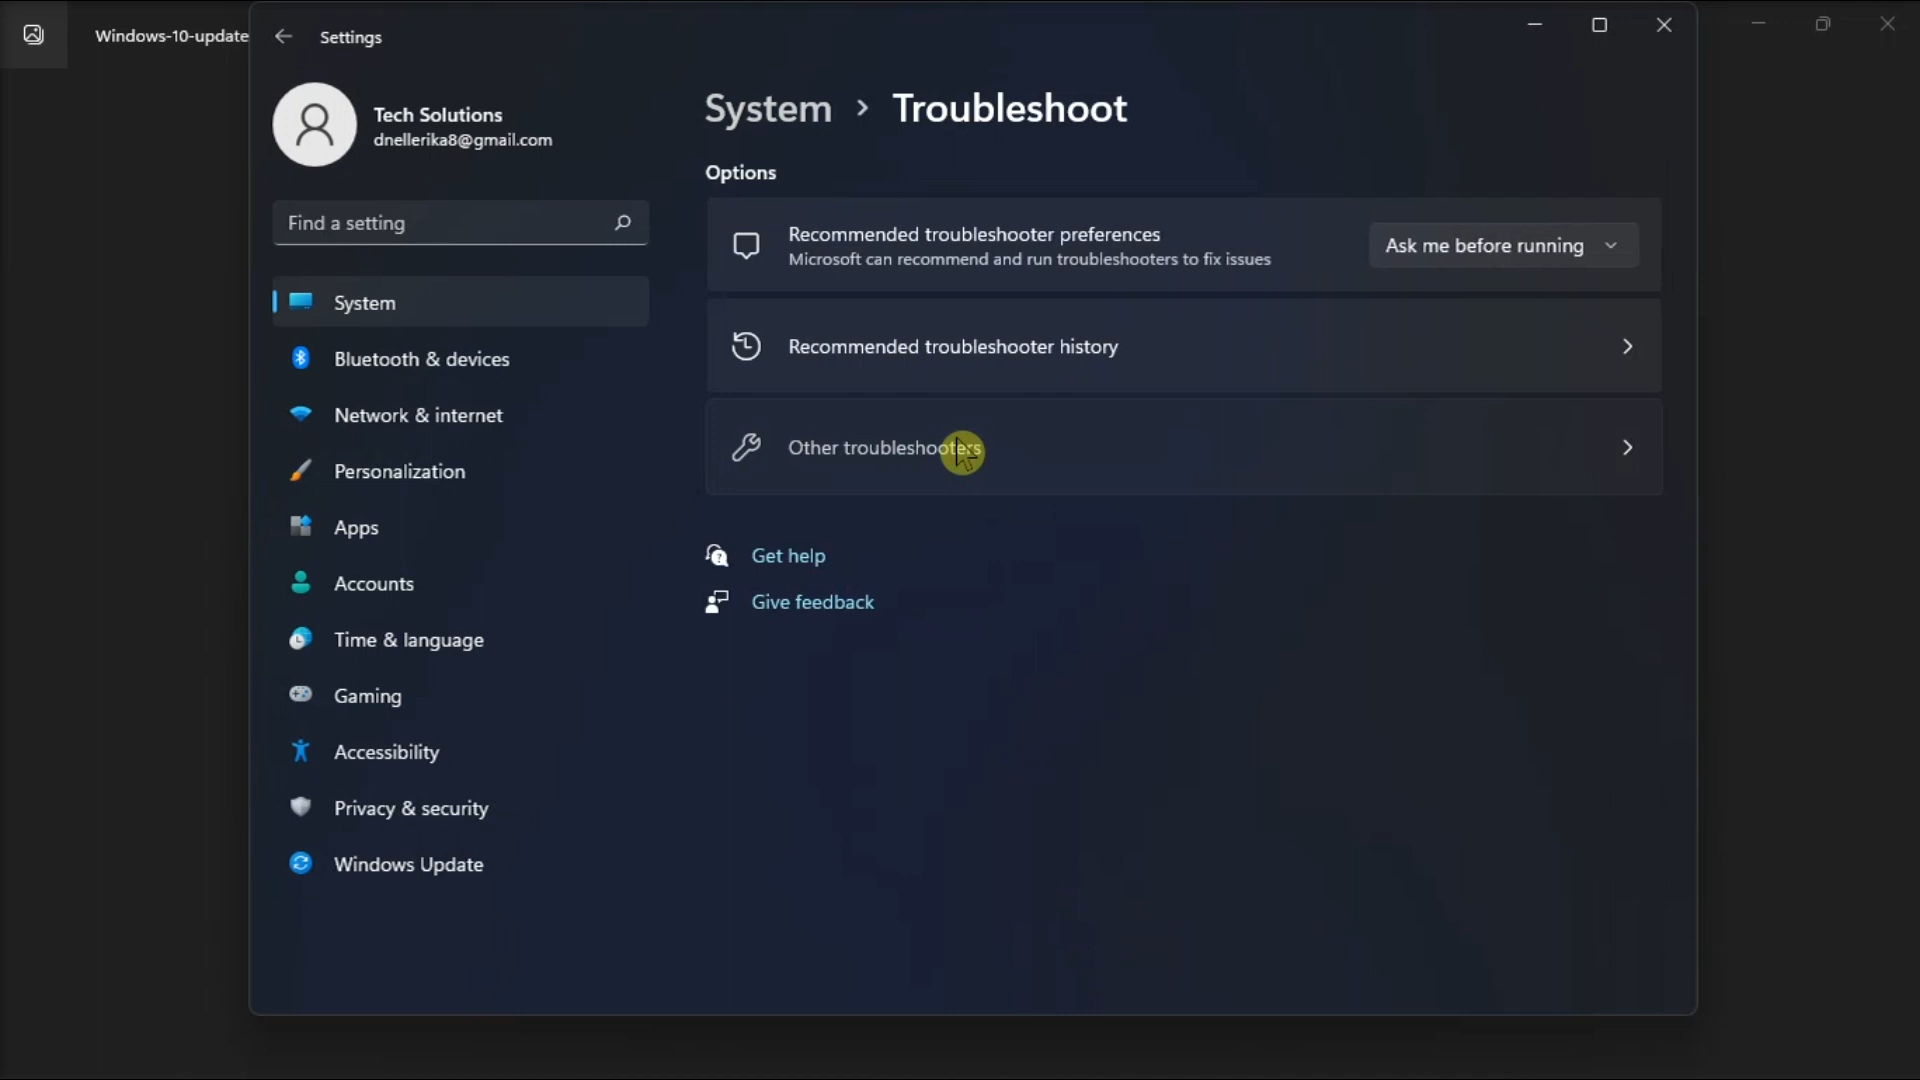 Windows-10-update
Settings
Tech Solutions
dnellerika8@gmail.com
Find a setting
System
Bluetooth & devices
Network & internet
Personalization
Apps
Accounts
Time & language
Gaming
Accessibility
Privacy & security
Windows Update
System > Troubleshoot
Options
Recommended troubleshooter preferences
Microsoft can recommend and run troubleshooters to fix issues
Ask me before running
Recommended troubleshooter history
Other troubleshooters
Get help
Give feedback